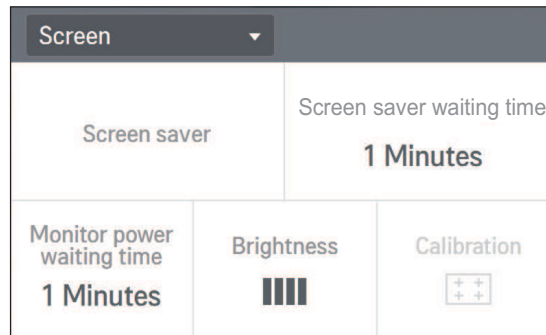 Screen
Screen saver
Screen saver waiting time
1 Minutes
Monitor power
waiting time
1 Minutes
Brightness
Calibration